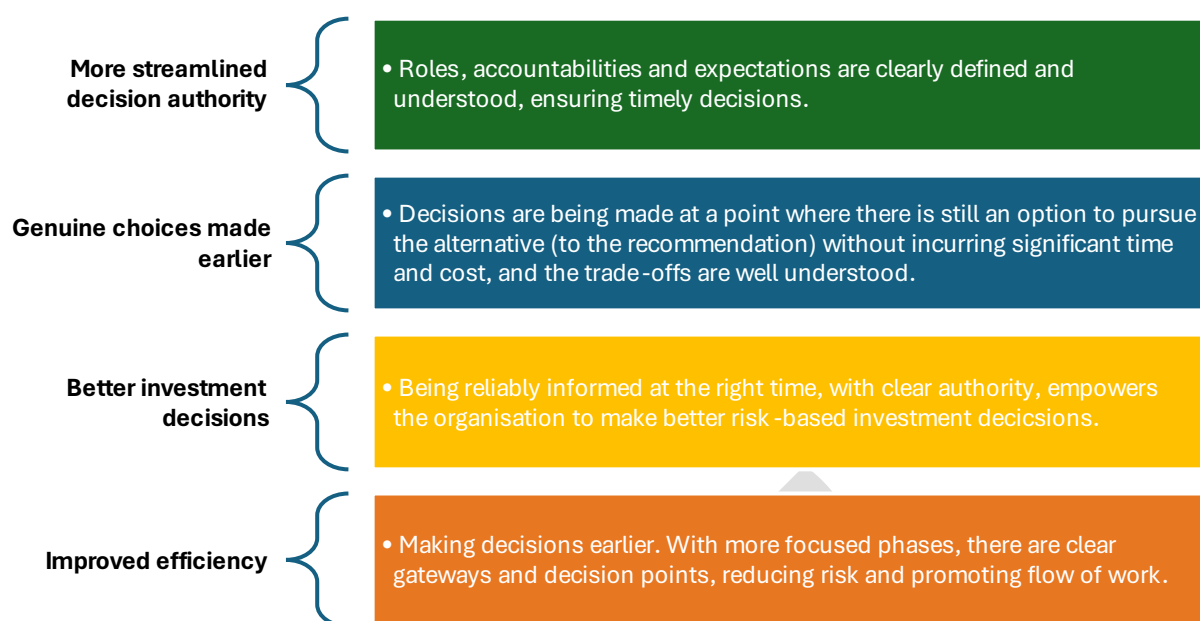 More streamlined
decision authority
• Roles, accountabilities and expectations are clearly defined and
understood, ensuring timely decisions.
Genuine choices made
earlier
• Decisions are being made at a point where there is still an option to pursue
the alternative (to the recommendation) without incurring significant time
and cost, and the trade-offs are well understood.
Better investment
decisions
• Being reliably informed at the right time, with clear authority, empowers
the organisation to make better risk-based investment decicsions.
Improved efficiency
• Making decisions earlier. With more focused phases, there are clear
gateways and decision points, reducing risk and promoting flow of work.